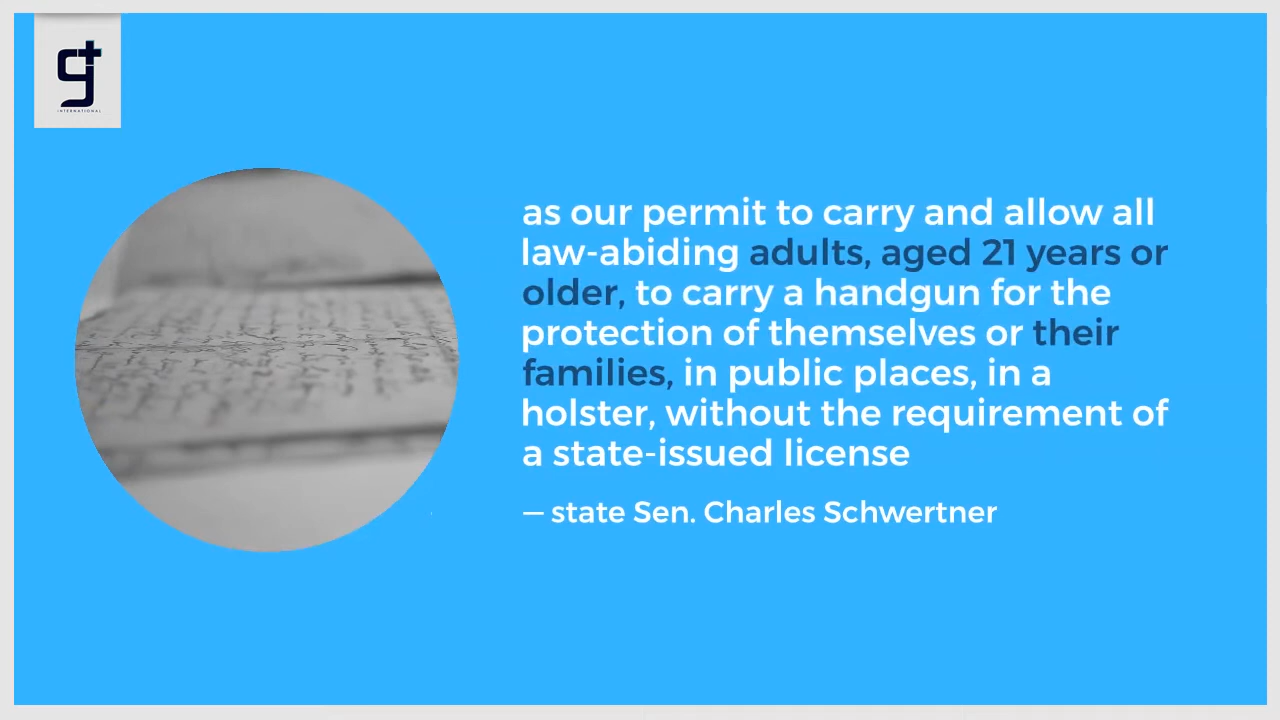 gt
INTERNATIONAL
as our permit to carry and allow all
law-abiding adults, aged 21 years or
older, to carry a handgun for the
protection of themselves or their
families, in public places, in a
holster, without the requirement of
a state-issued license
— state Sen. Charles Schwertner